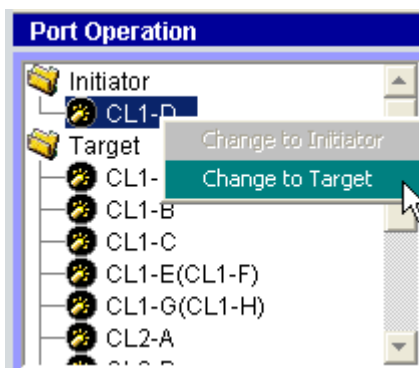 Port Operation
Initiator
CL1-D
Change to Initiator
Target
Change to Target
CL1-
CL1-B
CL1-C
CL1-E(CL1-F)
CL1-G(CL1-H)
CL2-A